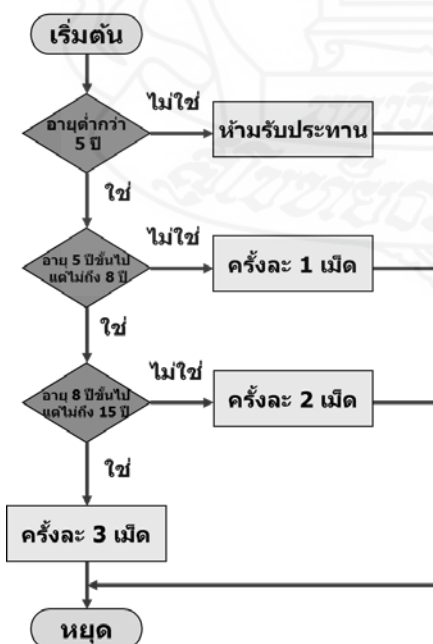 เริ่มต้น
อายุต่ำกว่า
5 ปี
ไม่ใช่
ห้ามรับประทาน
ใช่
อายุ 5 ปีขึ้นไป
แต่ไม่ถึง 8 ปี
ไม่ใช่
ครั้งละ 1 เม็ด
ใช่
อายุ 8 ปีขึ้นไป
แต่ไม่ถึง 15 ปี
ไม่ใช่
ครั้งละ 2 เม็ด
ใช่
ครั้งละ 3 เม็ด
หยุด